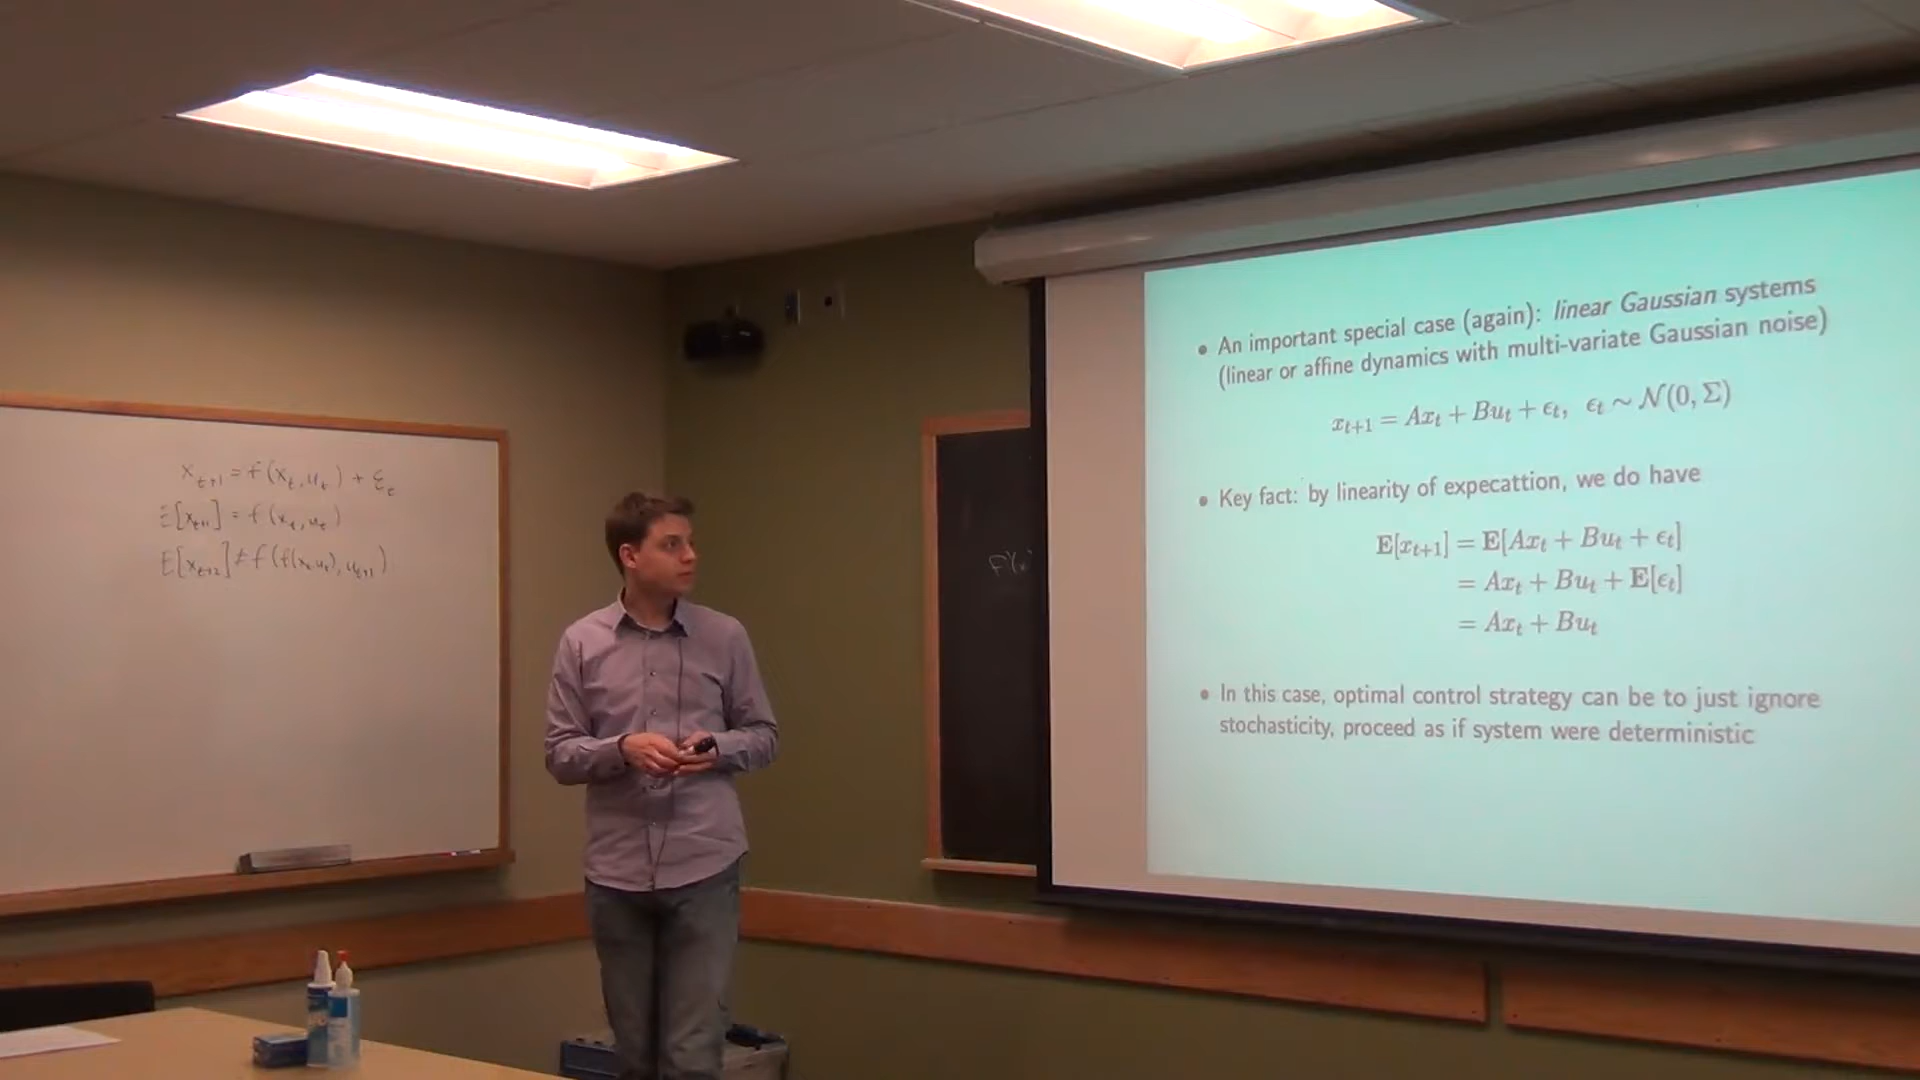 x_{t+1} = f(x_t, u_t) + ε_t
E[x_{t+1}] = f(x_t, u_t)
E[x_{t+2}] ≠ f(f(x_t, u_t), u_{t+1})
• An important special case (again): linear Gaussian systems
(linear or affine dynamics with multi-variate Gaussian noise)
x_{t+1} = Ax_t + Bu_t + ϵ_t, ϵ_t ∼ N(0, Σ)
• Key fact: by linearity of expecattion, we do have
E[x_{t+1}] = E[Ax_t + Bu_t + ϵ_t]
= Ax_t + Bu_t + E[ϵ_t]
= Ax_t + Bu_t
• In this case, optimal control strategy can be to just ignore
stochasticity, proceed as if system were deterministic